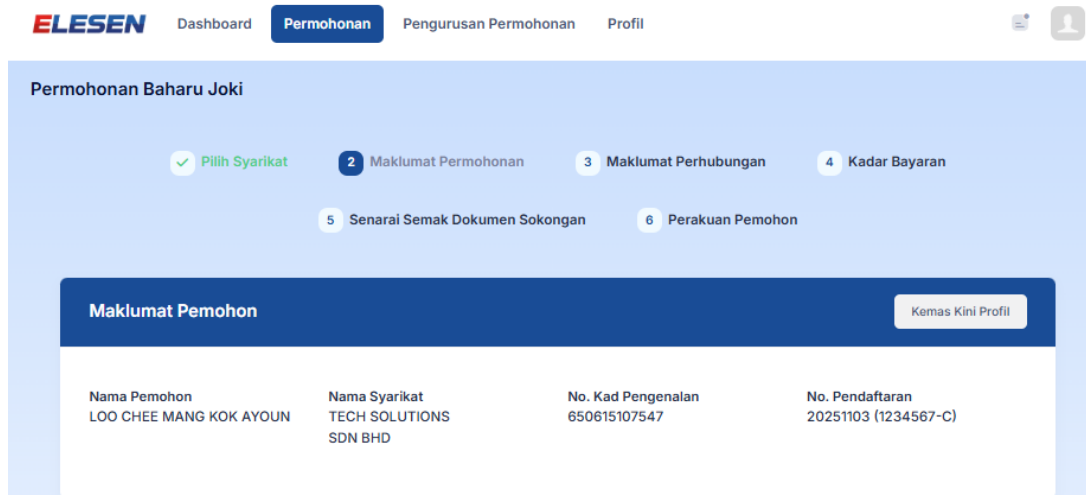 ELESEN Dashboard Permohonan Pengurusan Permohonan Profil
Permohonan Baharu Joki
Pilih Syarikat 2 Maklumat Permohonan 3 Maklumat Perhubungan 4 Kadar Bayaran
5 Senarai Semak Dokumen Sokongan 6 Perakuan Pemohon
Maklumat Pemohon Kemas Kini Profil
Nama Pemohon Nama Syarikat No. Kad Pengenalan No. Pendaftaran
LOO CHEE MANG KOK AYOUN TECH SOLUTIONS 650615107547 20251103 (1234567-C)
SDN BHD